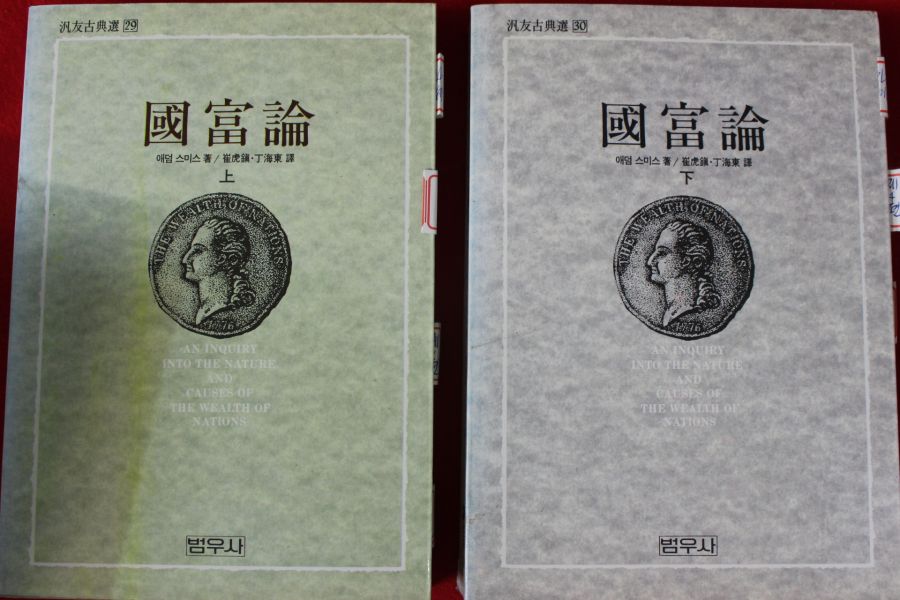 汎友古典選 29
國富論
애덤 스미스 著 / 崔虎鎭·丁海東 譯
上
THE WEALTH OF NATIONS
1776
AN INQUIRY
INTO THE NATURE
AND
CAUSES OF
THE WEALTH OF
NATIONS
범우사
汎友古典選 30
國富論
애덤 스미스 著 / 崔虎鎭·丁海東 譯
下
THE WEALTH OF NATIONS
1776
AN INQUIRY
INTO THE NATURE
AND
CAUSES OF
THE WEALTH OF
NATIONS
범우사